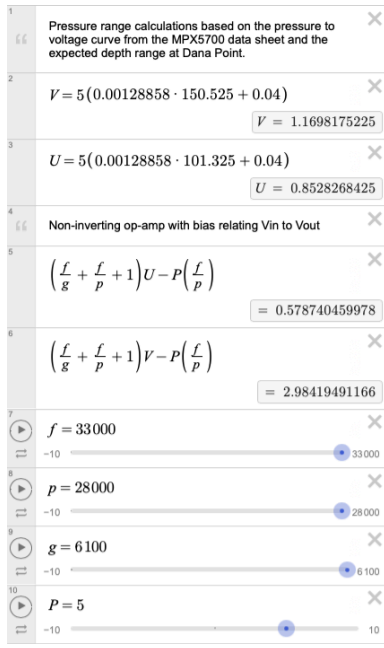 1
Pressure range calculations based on the pressure to
voltage curve from the MPX5700 data sheet and the
expected depth range at Dana Point.
2
V = 5(0.00128858 · 150.525 + 0.04)
V = 1.1698175225
3
U = 5(0.00128858 · 101.325 + 0.04)
U = 0.8528268425
4
Non-inverting op-amp with bias relating Vin to Vout
5
(f/g + f/p + 1)U − P(f/p)
= 0.578740459978
6
(f/g + f/p + 1)V − P(f/p)
= 2.98419491166
7
f = 33000
−10 33000
8
p = 28000
−10 28000
9
g = 6100
−10 6100
10
P = 5
−10 10